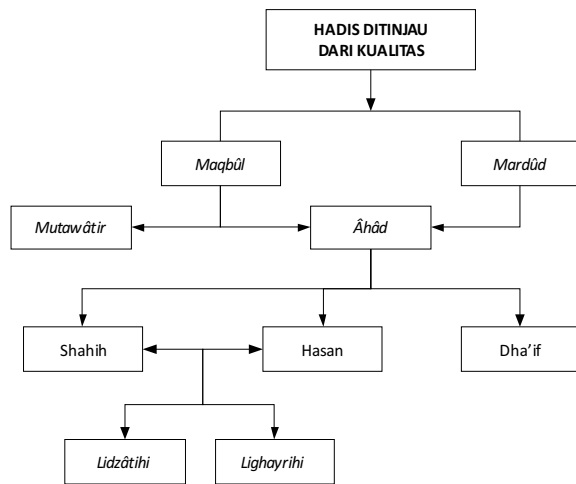 HADIS DITINJAU
DARI KUALITAS
Maqbûl
Mardûd
Mutawâtir
Âhâd
Shahih
Hasan
Dha’if
Lidzâtihi
Lighayrihi